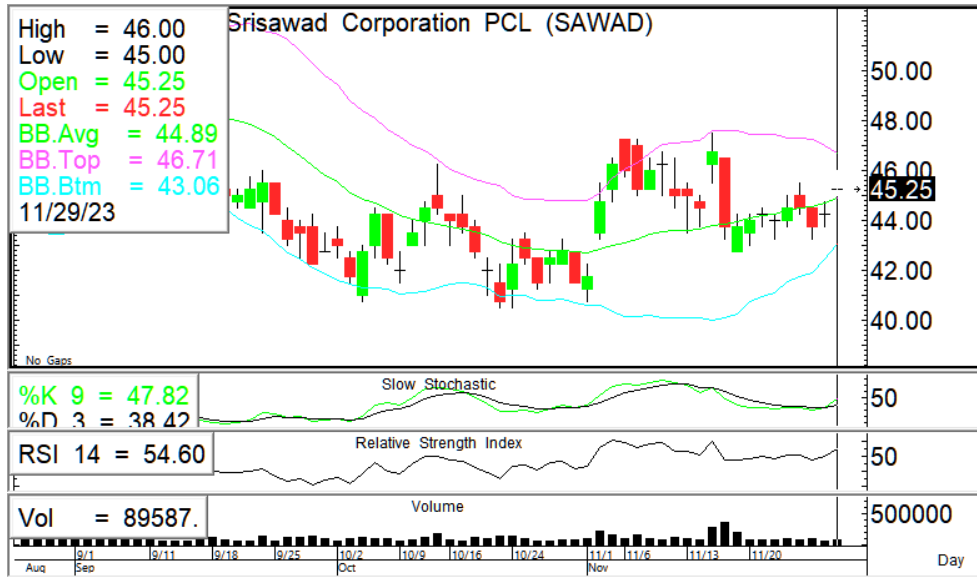 Srisawad Corporation PCL (SAWAD)
High = 46.00
Low = 45.00
Open = 45.25
Last = 45.25
BB.Avg = 44.89
BB.Top = 46.71
BB.Btm = 43.06
11/29/23
50.00
48.00
46.00
45.25
44.00
42.00
40.00
No Gaps
Slow Stochastic
%K 9 = 47.82
%D 3 = 38.42
50
Relative Strength Index
RSI 14 = 54.60
50
Volume
Vol = 89587.
500000
9/1 9/11 9/18 9/25 10/2 10/9 10/16 10/24 11/1 11/6 11/13 11/20
Aug Sep Oct Nov
Day